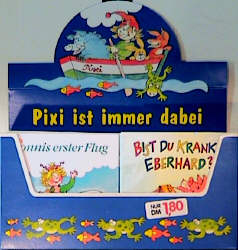 Pixi
Pixi ist immer dabei
onnis erster Flug
BIST DU KRANK
EBERHARD?
NUR
DM 1,80